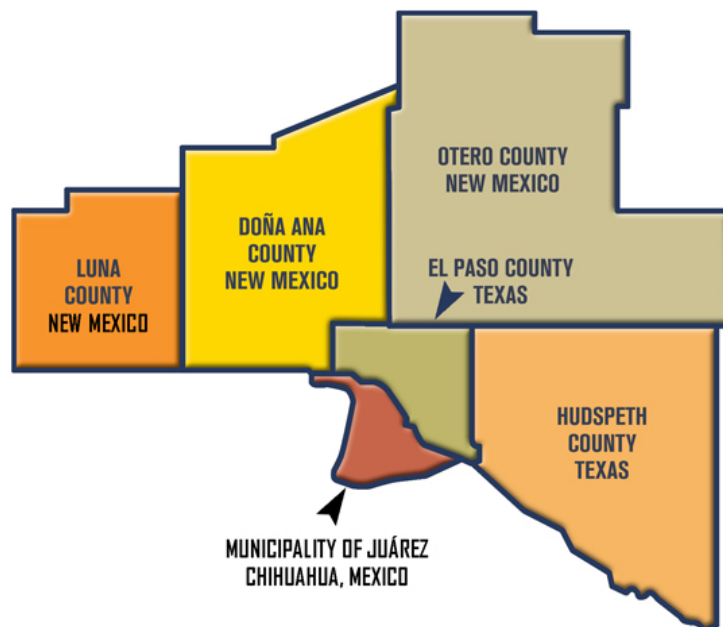 OTERO COUNTY
NEW MEXICO
DOÑA ANA
COUNTY
NEW MEXICO
EL PASO COUNTY
TEXAS
LUNA
COUNTY
NEW MEXICO
HUDSPETH
COUNTY
TEXAS
MUNICIPALITY OF JUÁREZ
CHIHUAHUA, MEXICO